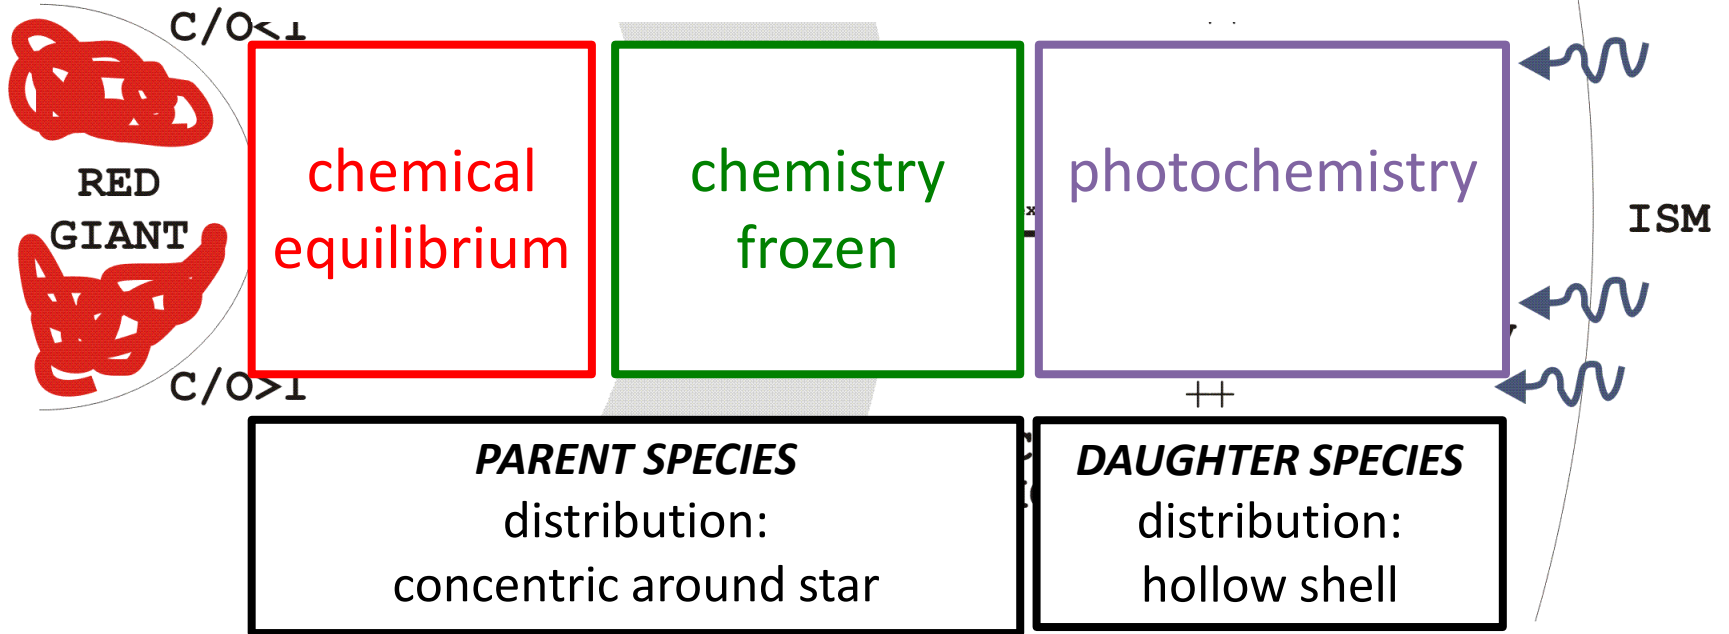 C/O<1
RED
GIANT
chemical
equilibrium
chemistry
frozen
photochemistry
ISM
C/O>1
++
PARENT SPECIES
distribution:
concentric around star
DAUGHTER SPECIES
distribution:
hollow shell